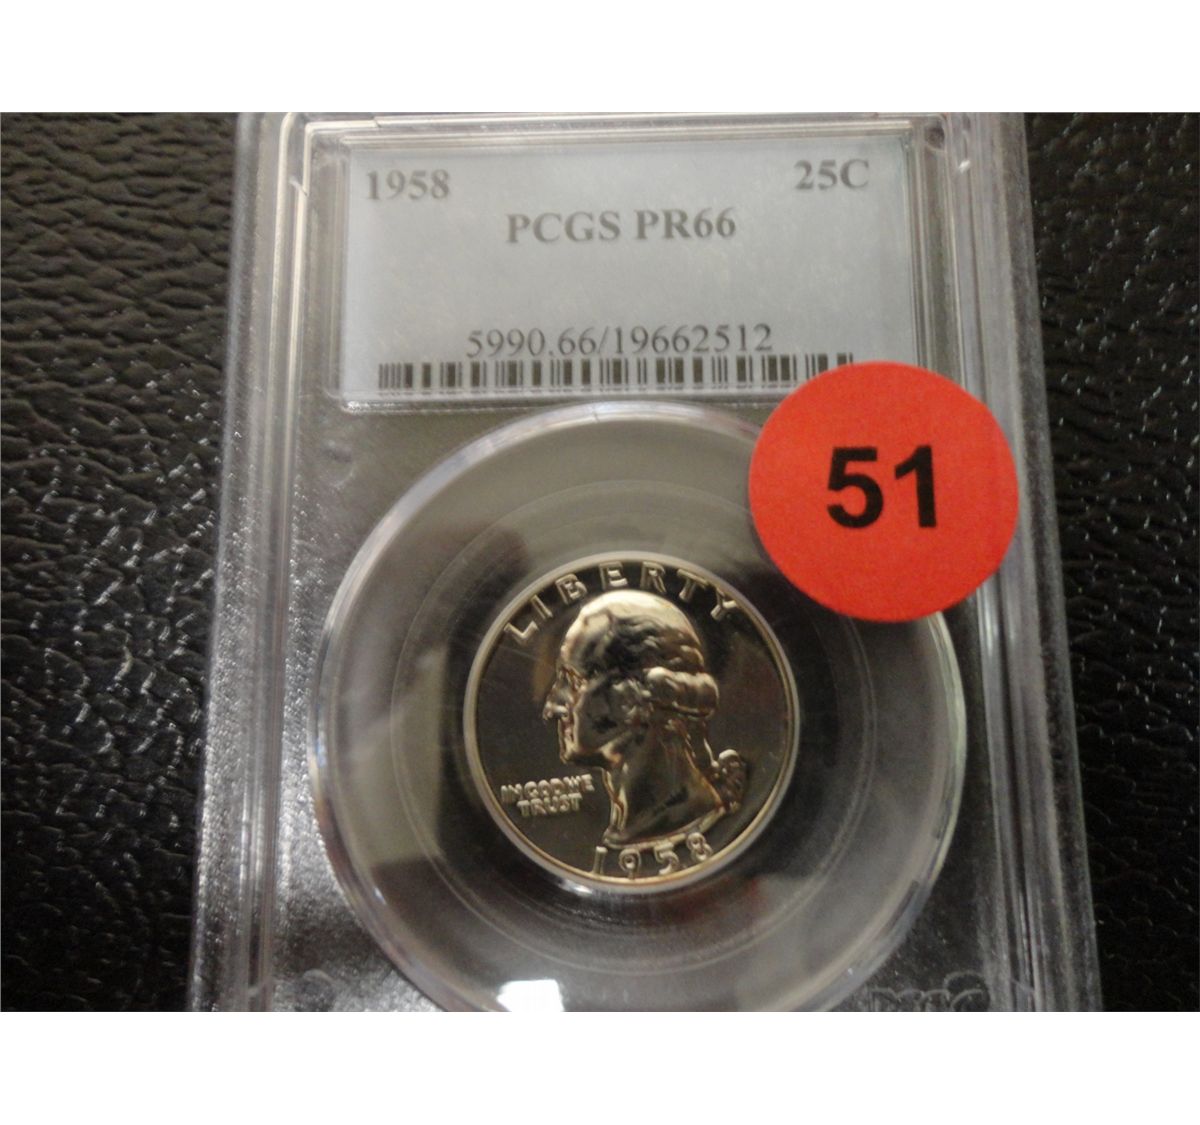 1958 25C
PCGS PR66
5990.66/19662512
51
LIBERTY
IN GOD WE
TRUST
1958